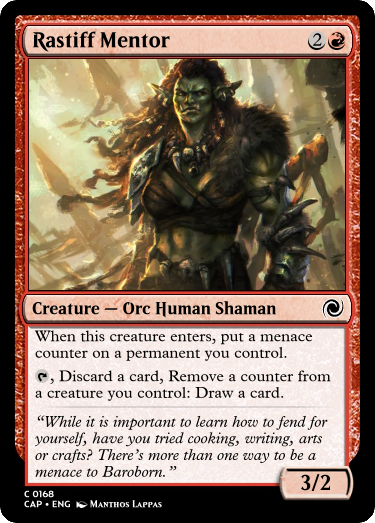 Rastiff Mentor 2
Creature — Orc Human Shaman
When this creature enters, put a menace
counter on a permanent you control.
, Discard a card, Remove a counter from
a creature you control: Draw a card.
“While it is important to learn how to fend for
yourself, have you tried cooking, writing, arts
or crafts? There's more than one way to be a
menace to Baroborn.”
3/2
C 0168
CAP • ENG Manthos Lappas